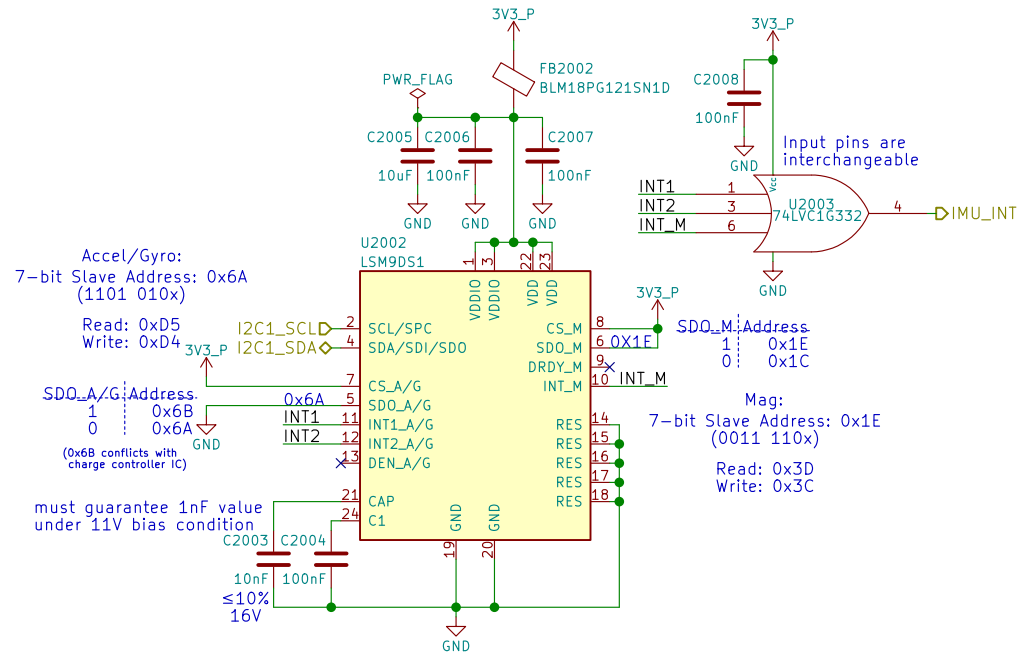 3V3_P
FB2002
BLM18PG121SN1D
PWR_FLAG
C2005
10uF
GND
C2006
100nF
GND
C2007
100nF
GND
3V3_P
C2008
100nF
GND
Input pins are
interchangeable
INT1
1
INT2
3
INT_M
6
Vcc
U2003
74LVC1G332
4
IMU_INT
GND
Accel/Gyro:
7-bit Slave Address: 0x6A
(1101 010x)
Read: 0xD5
Write: 0xD4
U2002
LSM9DS1
1
3
22
23
VDDIO
VDDIO
VDD
VDD
I2C1_SCL
2
SCL/SPC
I2C1_SDA
4
SDA/SDI/SDO
3V3_P
7
CS_A/G
0x6A
5
SDO_A/G
GND
INT1
11
INT1_A/G
INT2
12
INT2_A/G
13
DEN_A/G
21
CAP
24
C1
SDO_A/G Address
1 0x6B
0 0x6A
(0x6B conflicts with
charge controller IC)
must guarantee 1nF value
under 11V bias condition
C2003
10nF
≤10%
16V
C2004
100nF
GND
19
GND
20
GND
3V3_P
CS_M
8
SDO_M
6
0X1E
DRDY_M
9
INT_M
10
INT_M
RES
14
RES
15
RES
16
RES
17
RES
18
SDO_M Address
1 0x1E
0 0x1C
Mag:
7-bit Slave Address: 0x1E
(0011 110x)
Read: 0x3D
Write: 0x3C